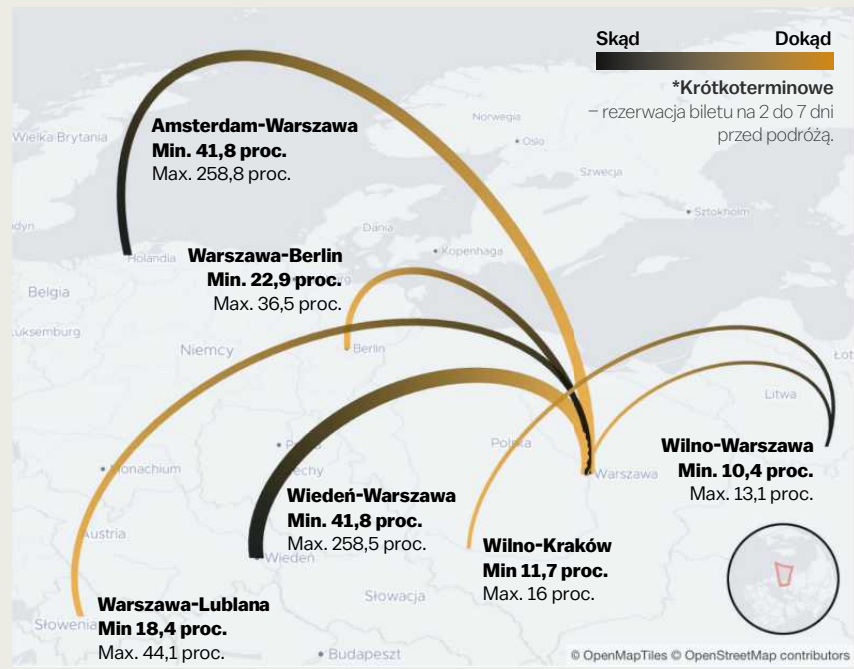 Skąd Dokąd
*Krótkoterminowe
– rezerwacja biletu na 2 do 7 dni
przed podróżą.
Norwegia
Oslo
Szwecja
Sztokholm
Wielka Brytania
Amsterdam-Warszawa
Min. 41,8 proc.
Max. 258,8 proc.
Dania
Kopenhaga
Holandia
Belgia
Warszawa-Berlin
Min. 22,9 proc.
Max. 36,5 proc.
Niemcy
Berlin
Litwa
Polska
Warszawa
Wilno-Warszawa
Min. 10,4 proc.
Max. 13,1 proc.
Monachium
Wiedeń-Warszawa
Min. 41,8 proc.
Max. 258,5 proc.
Austria
Wiedeń
Wilno-Kraków
Min 11,7 proc.
Max. 16 proc.
Słowacja
Słowenia
Warszawa-Lublana
Min 18,4 proc.
Max. 44,1 proc.
Budapeszt
© OpenMapTiles © OpenStreetMap contributors